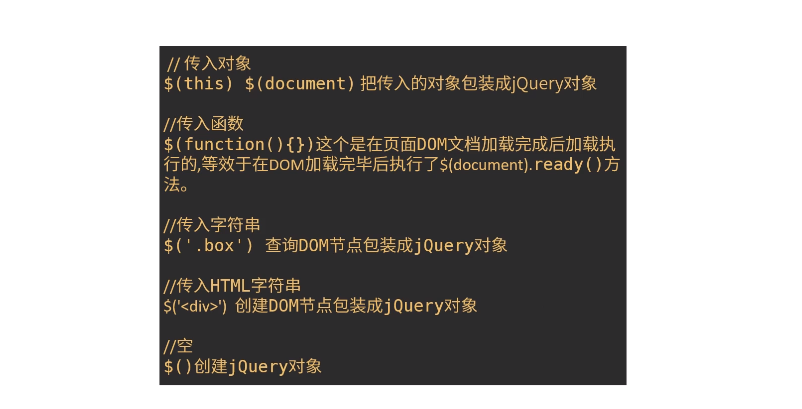 // 传入对象
$(this) $(document) 把传入的对象包装成jQuery对象
//传入函数
$(function(){})这个是在页面DOM文档加载完成后加载执
行的,等效于在DOM加载完毕后执行了$(document).ready()方
法。
//传入字符串
$('.box') 查询DOM节点包装成jQuery对象
//传入HTML字符串
$('<div>') 创建DOM节点包装成jQuery对象
//空
$()创建jQuery对象